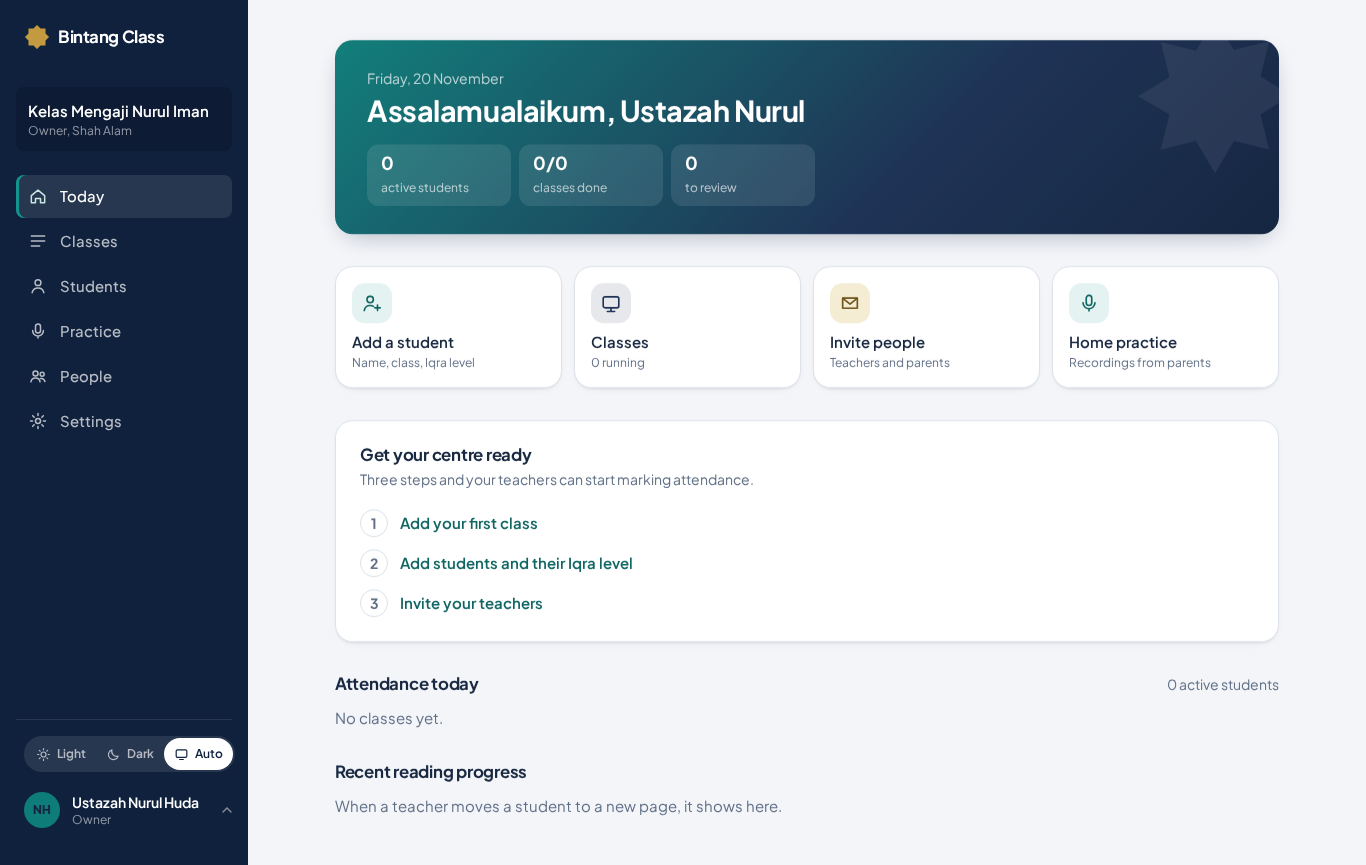 Bintang Class
Kelas Mengaji Nurul Iman
Owner, Shah Alam
Today
Classes
Students
Practice
People
Settings
Light
Dark
Auto
NH
Ustazah Nurul Huda
Owner
Friday, 20 November
Assalamualaikum, Ustazah Nurul
0
active students
0/0
classes done
0
to review
Add a student
Name, class, Iqra level
Classes
0 running
Invite people
Teachers and parents
Home practice
Recordings from parents
Get your centre ready
Three steps and your teachers can start marking attendance.
1 Add your first class
2 Add students and their Iqra level
3 Invite your teachers
Attendance today
0 active students
No classes yet.
Recent reading progress
When a teacher moves a student to a new page, it shows here.